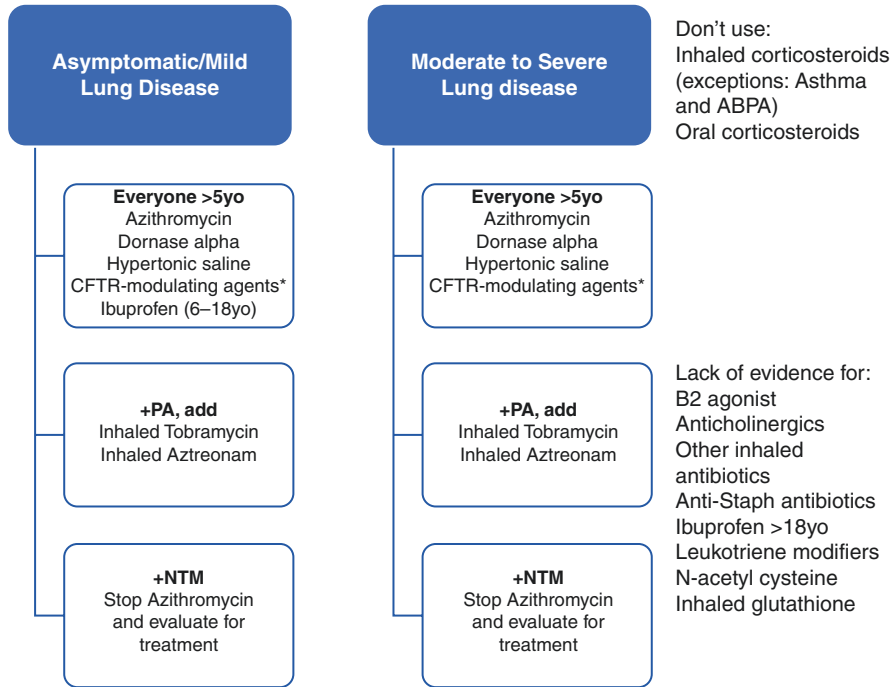 Asymptomatic/Mild
Lung Disease
Everyone >5yo
Azithromycin
Dornase alpha
Hypertonic saline
CFTR-modulating agents*
Ibuprofen (6–18yo)
+PA, add
Inhaled Tobramycin
Inhaled Aztreonam
+NTM
Stop Azithromycin
and evaluate for
treatment
Moderate to Severe
Lung disease
Everyone >5yo
Azithromycin
Dornase alpha
Hypertonic saline
CFTR-modulating agents*
+PA, add
Inhaled Tobramycin
Inhaled Aztreonam
+NTM
Stop Azithromycin
and evaluate for
treatment
Don’t use:
Inhaled corticosteroids
(exceptions: Asthma
and ABPA)
Oral corticosteroids
Lack of evidence for:
B2 agonist
Anticholinergics
Other inhaled
antibiotics
Anti-Staph antibiotics
Ibuprofen >18yo
Leukotriene modifiers
N-acetyl cysteine
Inhaled glutathione